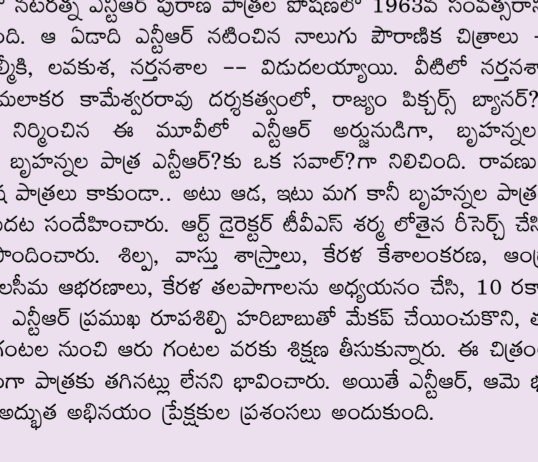 నటరత్న ఎన్టీఆర్ పురాణ పాత్రల పోషణలో 1963వ
ంది. ఆ ఏడాది ఎన్టీఆర్ నటించిన నాలుగు పౌరాణిక చిత్రాలు -
ల్మీకి, లవకుశ, నర్తనశాల -- విడుదలయ్యాయి. వీటిలో నర్తనశా
మలాకర కామేశ్వరరావు దర్శకత్వంలో, రాజ్యం పిక్చర్స్ బ్యానర్?
నిర్మించిన ఈ మూవీలో ఎన్టీఆర్ అర్జునుడిగా, బృహన్నల
బృహన్నల పాత్ర ఎన్టీఆర్?కు ఒక సవాల్?గా నిలిచింది. రావణు
ష పాత్రలు కాకుండా.. అటు ఆడ, ఇటు మగ కానీ బృహన్నల పాత్ర
ుదట సందేహించారు. ఆర్ట్ డైరెక్టర్ టీవీఎస్ శర్మ లోతైన రీసెర్చ్ చేసి
పొందించారు. శిల్ప, వాస్తు శాస్త్రాలు, కేరళ కేశాలంకరణ, ఆంధ్ర
లసీమ ఆభరణాలు, కేరళ తలపాగాలను అధ్యయనం చేసి, 10 రకా
ఎన్టీఆర్ ప్రముఖ రూపశిల్పి హరిబాబుతో మేకప్ చేయించుకొని, త
గంటల నుంచి ఆరు గంటల వరకు శిక్షణ తీసుకున్నారు. ఈ చిత్రం
ంగా పాత్రకు తగినట్లు లేనని భావించారు. అయితే ఎన్టీఆర్, ఆమె భ
అద్భుత అభినయం ప్రేక్షకుల ప్రశంసలు అందుకుంది.